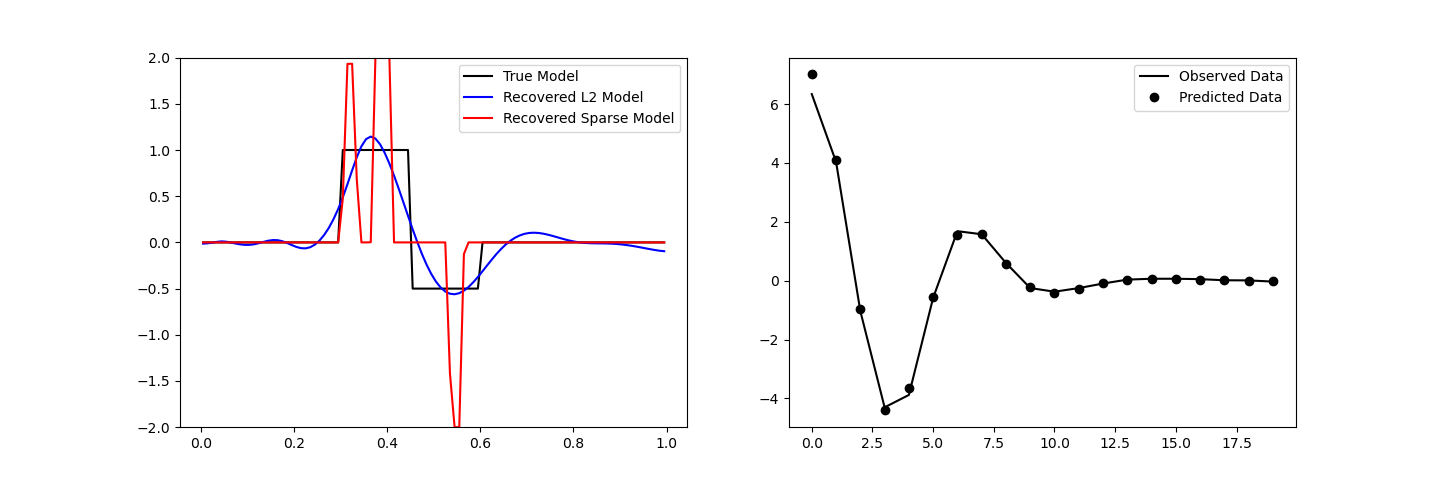 2.0
1.5
1.0
0.5
0.0
−0.5
−1.0
−1.5
−2.0
0.0 0.2 0.4 0.6 0.8 1.0
True Model
Recovered L2 Model
Recovered Sparse Model
6
4
2
0
−2
−4
0.0 2.5 5.0 7.5 10.0 12.5 15.0 17.5
Observed Data
Predicted Data